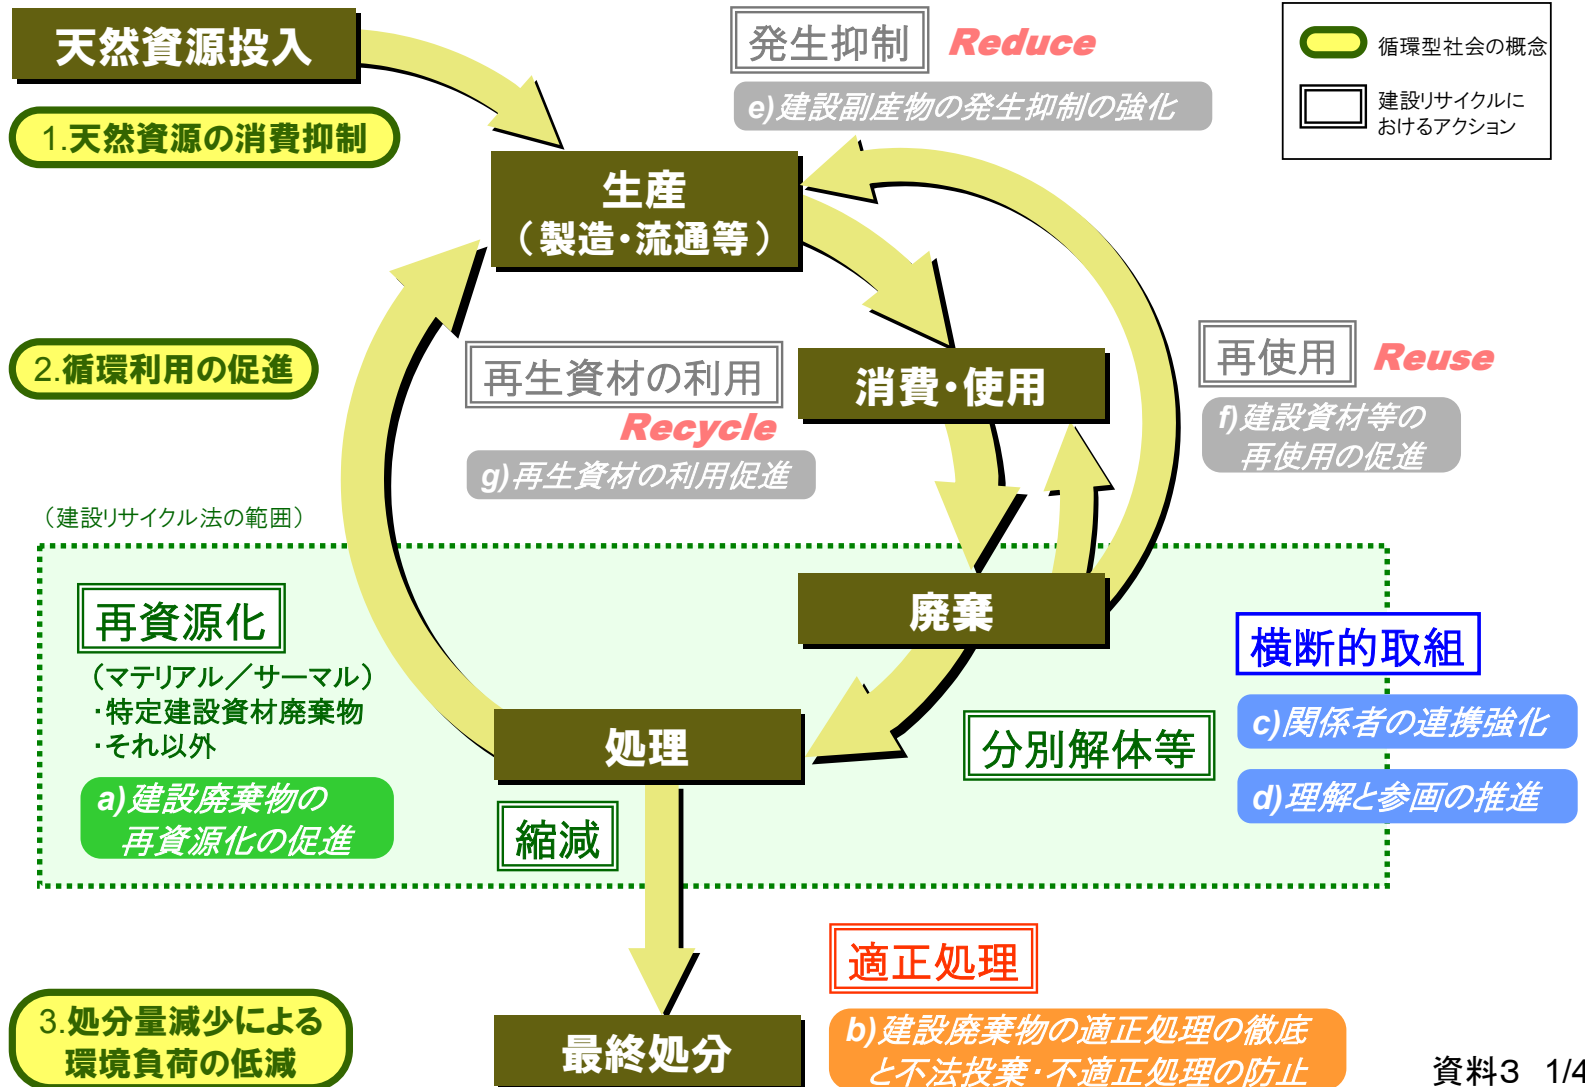 天然資源投入
発生抑制 Reduce
e)建設副産物の発生抑制の強化
循環型社会の概念
建設リサイクルに
おけるアクション
1.天然資源の消費抑制
生産
（製造・流通等）
2.循環利用の促進
再生資材の利用
Recycle
g)再生資材の利用促進
消費・使用
再使用 Reuse
f)建設資材等の
再使用の促進
（建設リサイクル法の範囲）
再資源化
（マテリアル／サーマル）
・特定建設資材廃棄物
・それ以外
a)建設廃棄物の
再資源化の促進
廃棄
処理
縮減
分別解体等
横断的取組
c)関係者の連携強化
d)理解と参画の推進
3.処分量減少による
環境負荷の低減
最終処分
適正処理
b)建設廃棄物の適正処理の徹底
と不法投棄・不適正処理の防止
資料３ 1/4